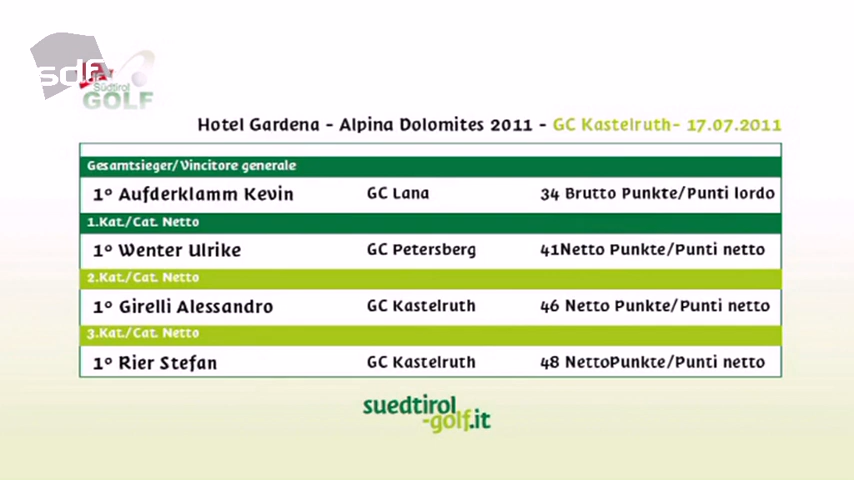 sdf
Südtirol
GOLF
Hotel Gardena - Alpina Dolomites 2011 - GC Kastelruth- 17.07.2011
Gesamtsieger/Vincitore generale
1° Aufderklamm Kevin GC Lana 34 Brutto Punkte/Punti lordo
1.Kat./Cat. Netto
1° Wenter Ulrike GC Petersberg 41Netto Punkte/Punti netto
2.Kat./Cat. Netto
1° Girelli Alessandro GC Kastelruth 46 Netto Punkte/Punti netto
3.Kat./Cat. Netto
1° Rier Stefan GC Kastelruth 48 NettoPunkte/Punti netto
suedtirol
-golf.it